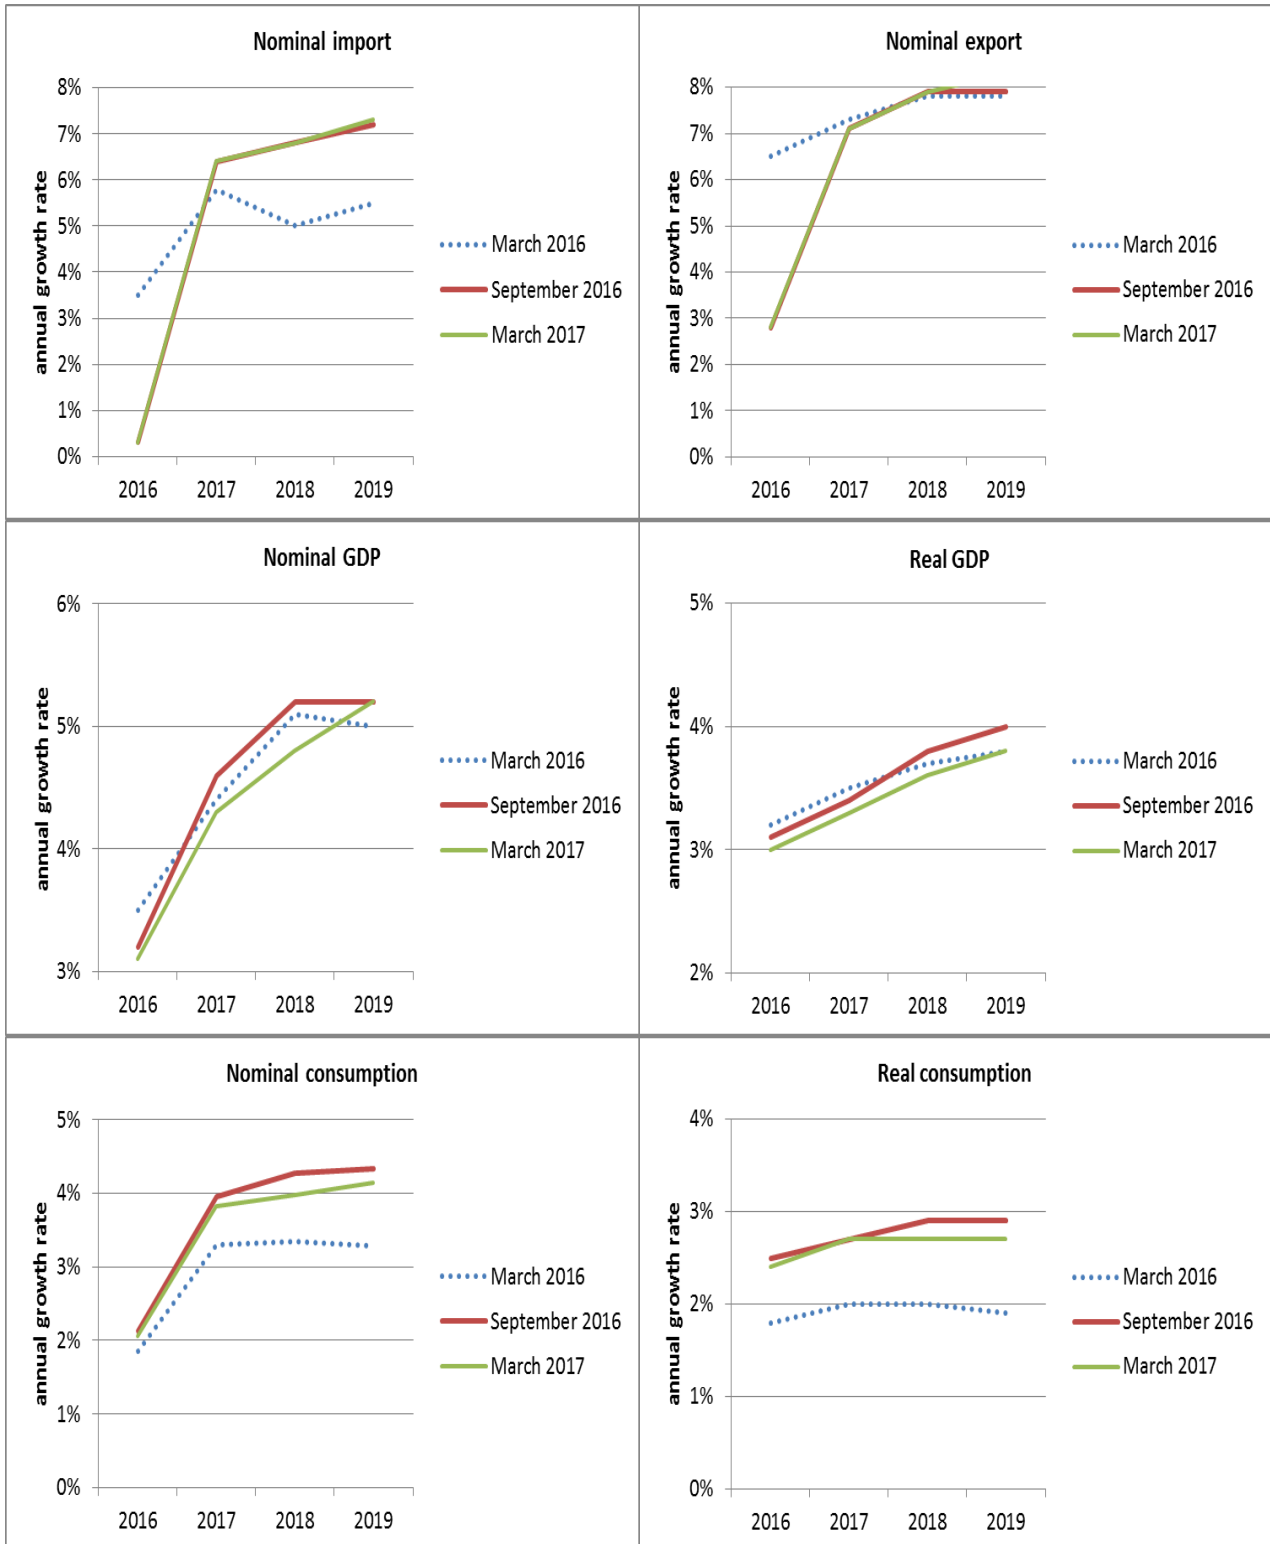 Nominal import
annual growth rate
8%
7%
6%
5%
4%
3%
2%
1%
0%
2016 2017 2018 2019
March 2016
September 2016
March 2017
Nominal export
annual growth rate
8%
7%
6%
5%
4%
3%
2%
1%
0%
2016 2017 2018 2019
March 2016
September 2016
March 2017
Nominal GDP
annual growth rate
6%
5%
4%
3%
2016 2017 2018 2019
March 2016
September 2016
March 2017
Real GDP
annual growth rate
5%
4%
3%
2%
2016 2017 2018 2019
March 2016
September 2016
March 2017
Nominal consumption
annual growth rate
5%
4%
3%
2%
1%
0%
2016 2017 2018 2019
March 2016
September 2016
March 2017
Real consumption
annual growth rate
4%
3%
2%
1%
0%
2016 2017 2018 2019
March 2016
September 2016
March 2017